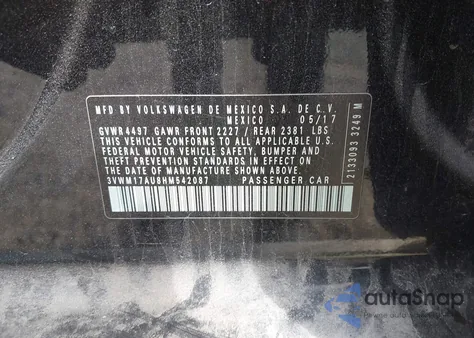 MFD. BY VOLKSWAGEN DE MEXICO S.A. DE C.V.
MEXICO 05/17
GVWR 4497 GAWR FRONT 2227 / REAR 2381 LBS
THIS VEHICLE CONFORMS TO ALL APPLICABLE
FEDERAL MOTOR VEHICLE SAFETY, BUMPER AND
THEFT PREVENTION STANDARDS IN EFFECT ON THE
DATE OF MANUFACTURE SHOWN ABOVE.
3VWM17AU8HM542087 PASSENGER CAR
2133093 3249 M
autoSnap